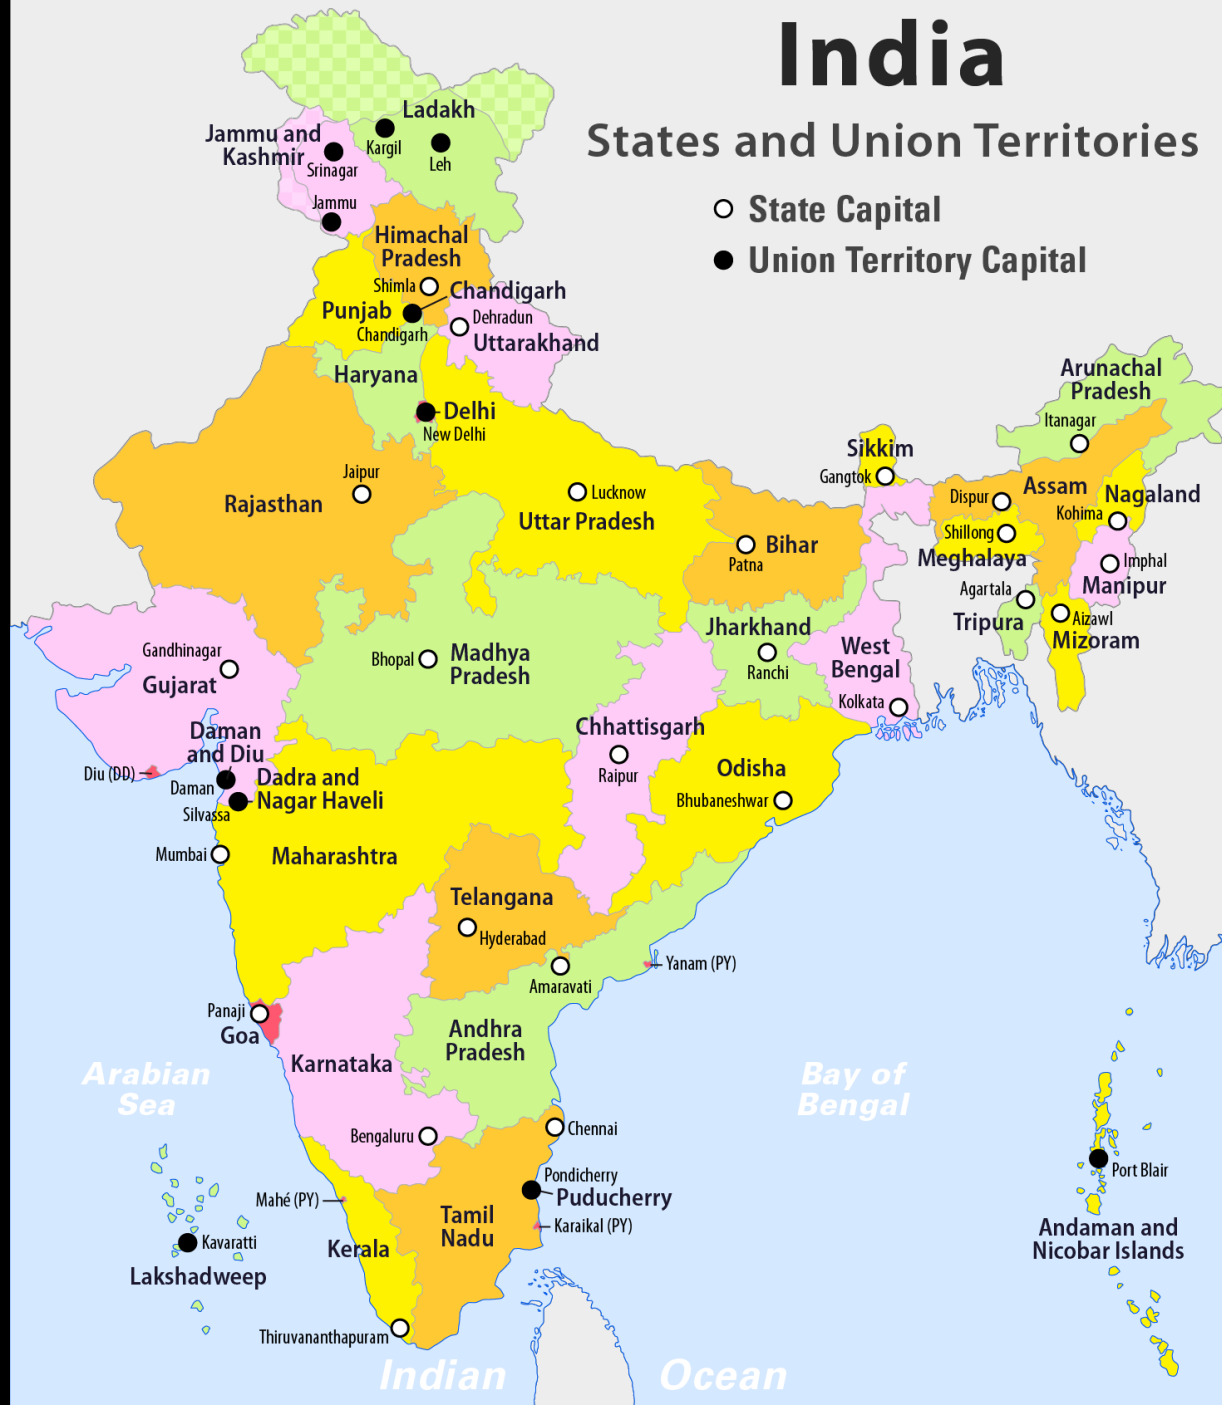 India
States and Union Territories
State Capital
Union Territory Capital
Ladakh
Kargil
Leh
Jammu and
Kashmir
Srinagar
Jammu
Himachal
Pradesh
Shimla
Chandigarh
Punjab
Chandigarh
Dehradun
Uttarakhand
Haryana
Delhi
New Delhi
Arunachal
Pradesh
Itanagar
Sikkim
Gangtok
Jaipur
Rajasthan
Lucknow
Uttar Pradesh
Bihar
Patna
Dispur
Assam
Nagaland
Kohima
Shillong
Meghalaya
Imphal
Manipur
Agartala
Tripura
Aizawl
Mizoram
Gandhinagar
Gujarat
Bhopal
Madhya
Pradesh
Jharkhand
Ranchi
West
Bengal
Kolkata
Daman
and Diu
Diu (DD)
Daman
Dadra and
Nagar Haveli
Silvassa
Chhattisgarh
Raipur
Odisha
Bhubaneshwar
Mumbai
Maharashtra
Telangana
Hyderabad
Amaravati
Yanam (PY)
Panaji
Goa
Andhra
Pradesh
Karnataka
Arabian
Sea
Bay of
Bengal
Bengaluru
Chennai
Pondicherry
Puducherry
Mahé (PY)
Karaikal (PY)
Tamil
Nadu
Kerala
Kavaratti
Lakshadweep
Port Blair
Andaman and
Nicobar Islands
Thiruvananthapuram
Indian Ocean